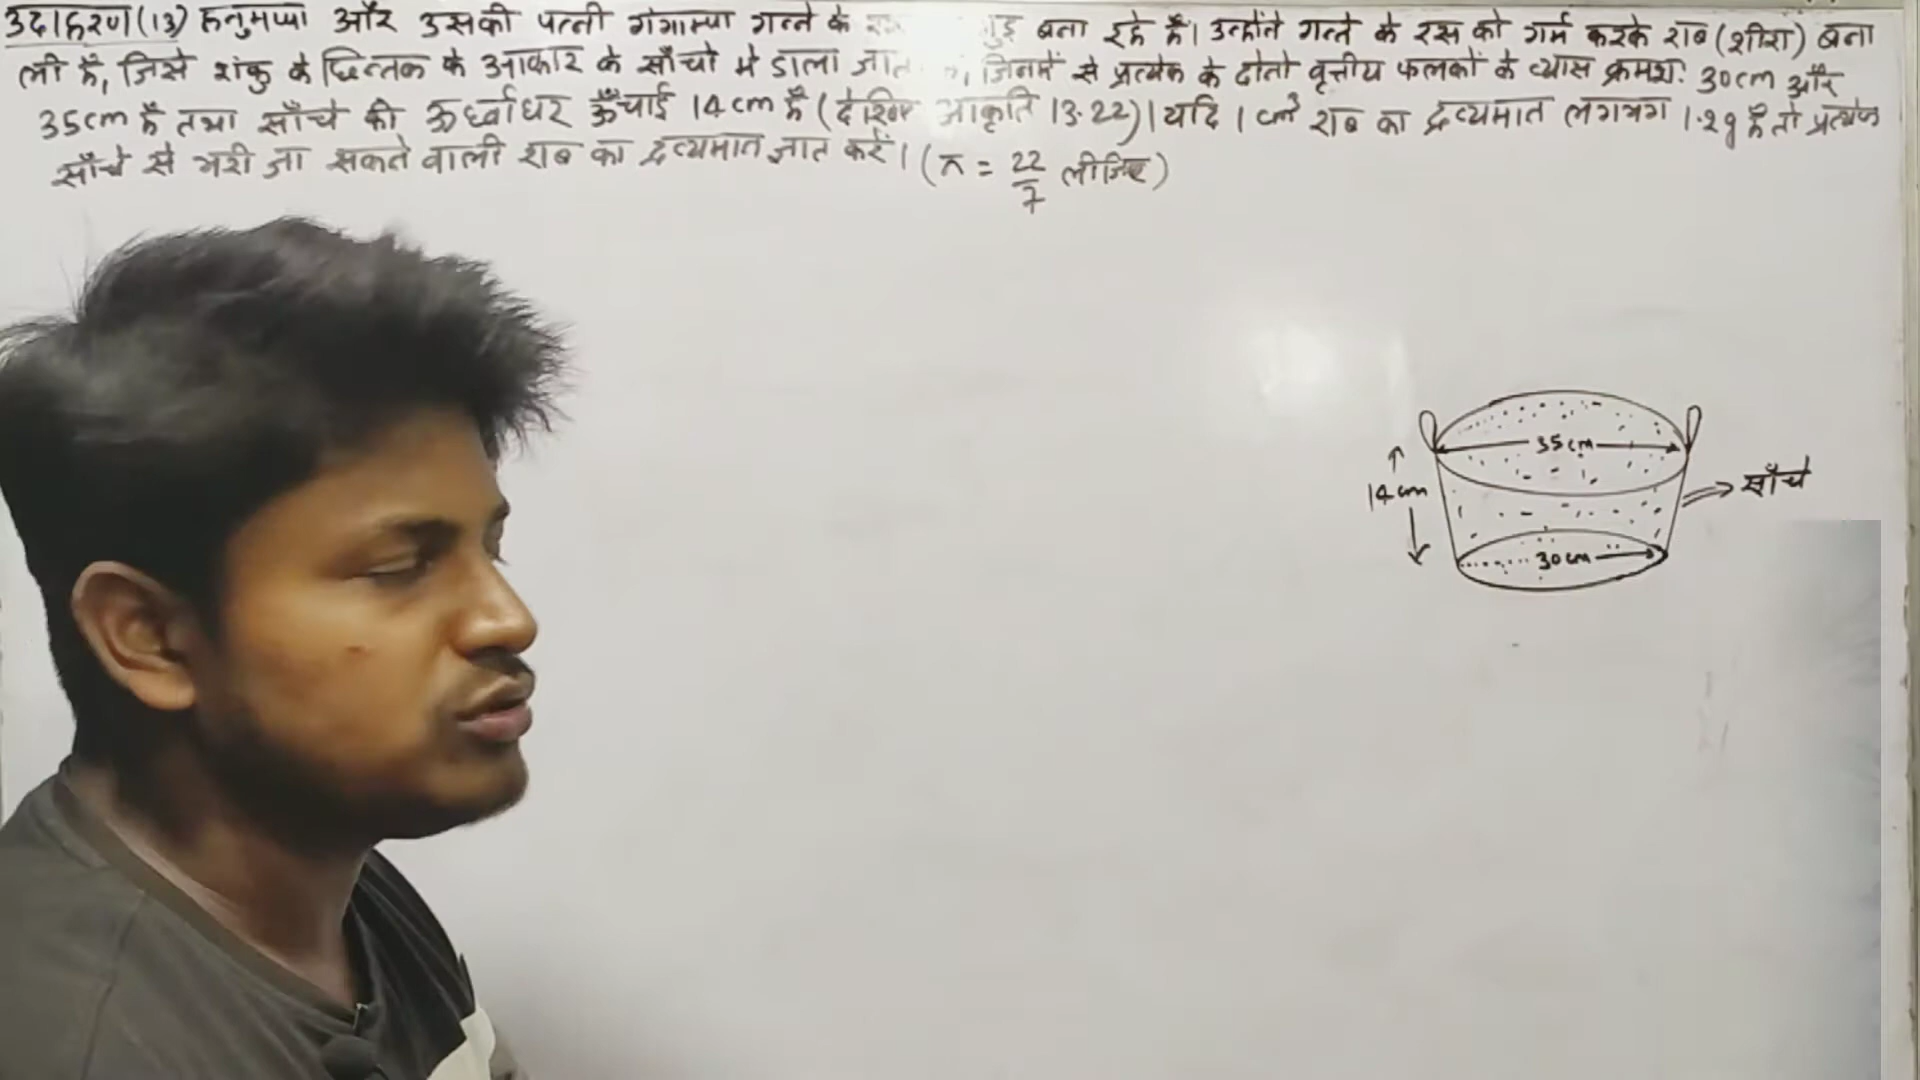 उदाहरण(13) हनुमप्पा और उसकी पत्नी गंगाम्मा गन्ने के बना रहे हैं। उन्होंने गन्ने के रस को गर्म करके राब (शीरा) बना
ली है, जिसे शंकु के छिन्नक के आकार के साँचों में डाला जिनमें से प्रत्येक के दोनों वृत्तीय फलकों के व्यास क्रमश: 30cm और
35cm है तथा साँचे की ऊर्ध्वाधर ऊँचाई 14cm है (देखिए आकृति 13.22)। यदि 1 cm³ राब का द्रव्यमान लगभग 1.2g है तो प्रत्येक
साँचे से भरी जा सकने वाली राब का द्रव्यमान ज्ञात करें। (π = 22/7 लीजिए)
35cm
14cm
साँचे
30cm